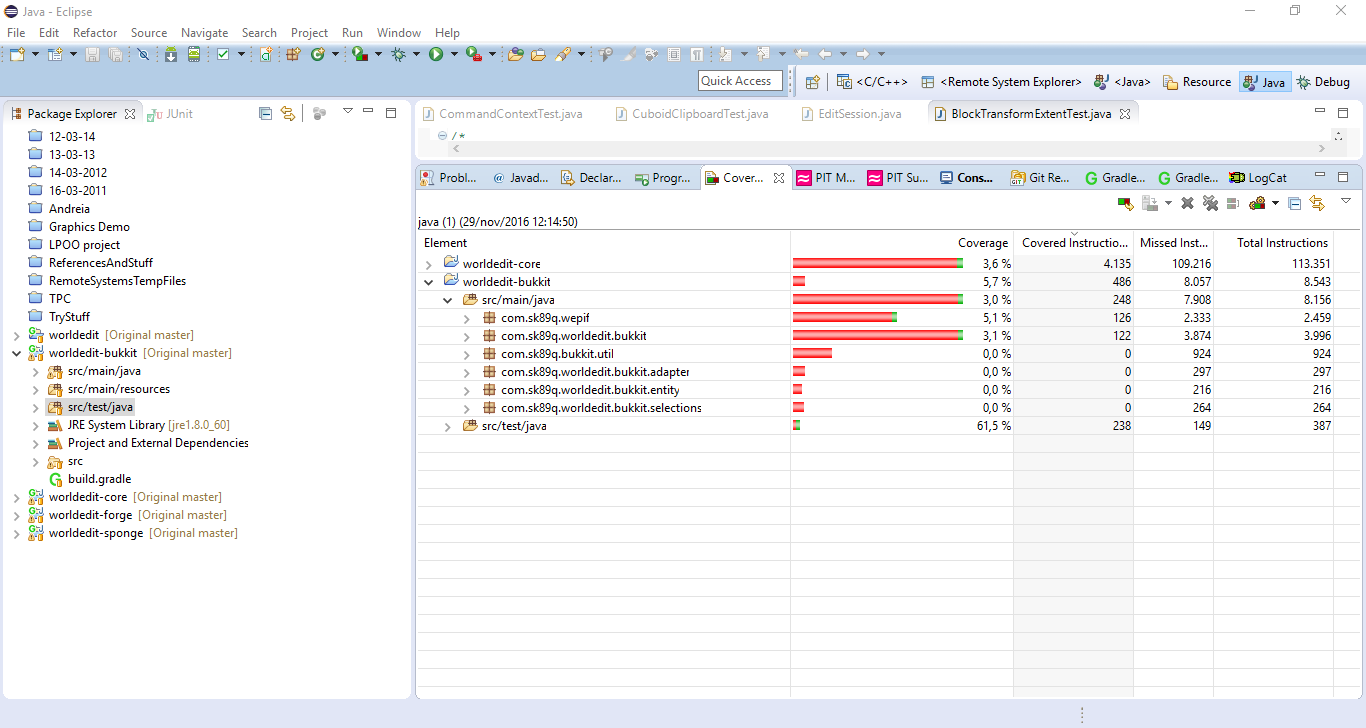 Java - Eclipse
File Edit Refactor Source Navigate Search Project Run Window Help
Quick Access <C/C++> <Remote System Explorer> <Java> Resource Java Debug
Package Explorer JUnit
12-03-14
13-03-13
14-03-2012
16-03-2011
Andreia
Graphics Demo
LPOO project
ReferencesAndStuff
RemoteSystemsTempFiles
TPC
TryStuff
worldedit [Original master]
worldedit-bukkit [Original master]
src/main/java
src/main/resources
src/test/java
JRE System Library [jre1.8.0_60]
Project and External Dependencies
src
build.gradle
worldedit-core [Original master]
worldedit-forge [Original master]
worldedit-sponge [Original master]
CommandContextTest.java CuboidClipboardTest.java EditSession.java BlockTransformExtentTest.java
/*
Probl... @ Javad... Declar... Progr... Cover... PIT M... PIT Su... Cons... Git Re... Gradle... Gradle... LogCat
java (1) (29/nov/2016 12:14:50)
Element Coverage Covered Instructio... Missed Inst... Total Instructions
worldedit-core 3,6 % 4.135 109.216 113.351
worldedit-bukkit 5,7 % 486 8.057 8.543
src/main/java 3,0 % 248 7.908 8.156
com.sk89q.wepif 5,1 % 126 2.333 2.459
com.sk89q.worldedit.bukkit 3,1 % 122 3.874 3.996
com.sk89q.bukkit.util 0,0 % 0 924 924
com.sk89q.worldedit.bukkit.adapter 0,0 % 0 297 297
com.sk89q.worldedit.bukkit.entity 0,0 % 0 216 216
com.sk89q.worldedit.bukkit.selections 0,0 % 0 264 264
src/test/java 61,5 % 238 149 387